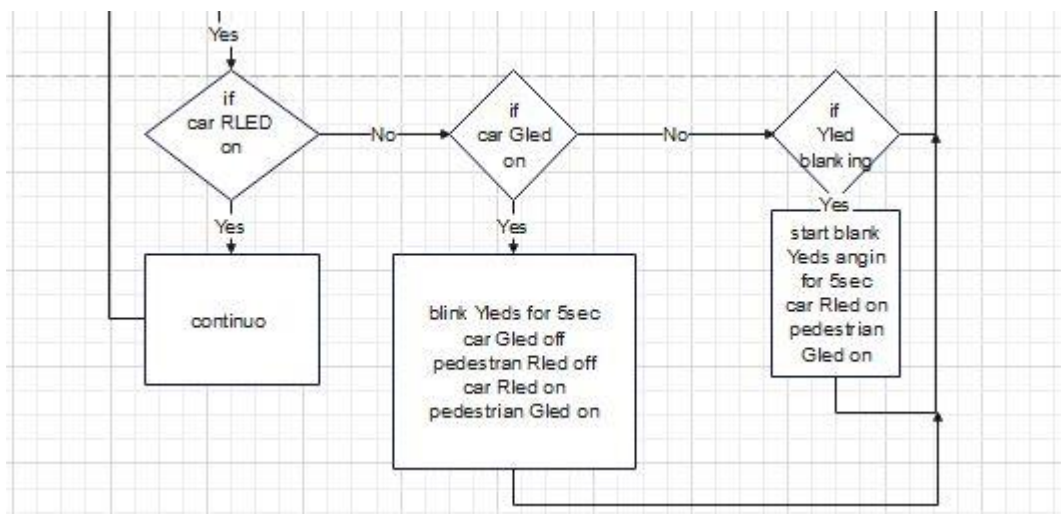 Yes
if
car RLED
on
No
if
car Gled
on
No
if
Yled
blanking
Yes
continuo
Yes
blink Yleds for 5sec
car Gled off
pedestran Rled off
car Rled on
pedestrian Gled on
Yes
start blank
Yeds angin
for 5sec
car Rled on
pedestrian
Gled on